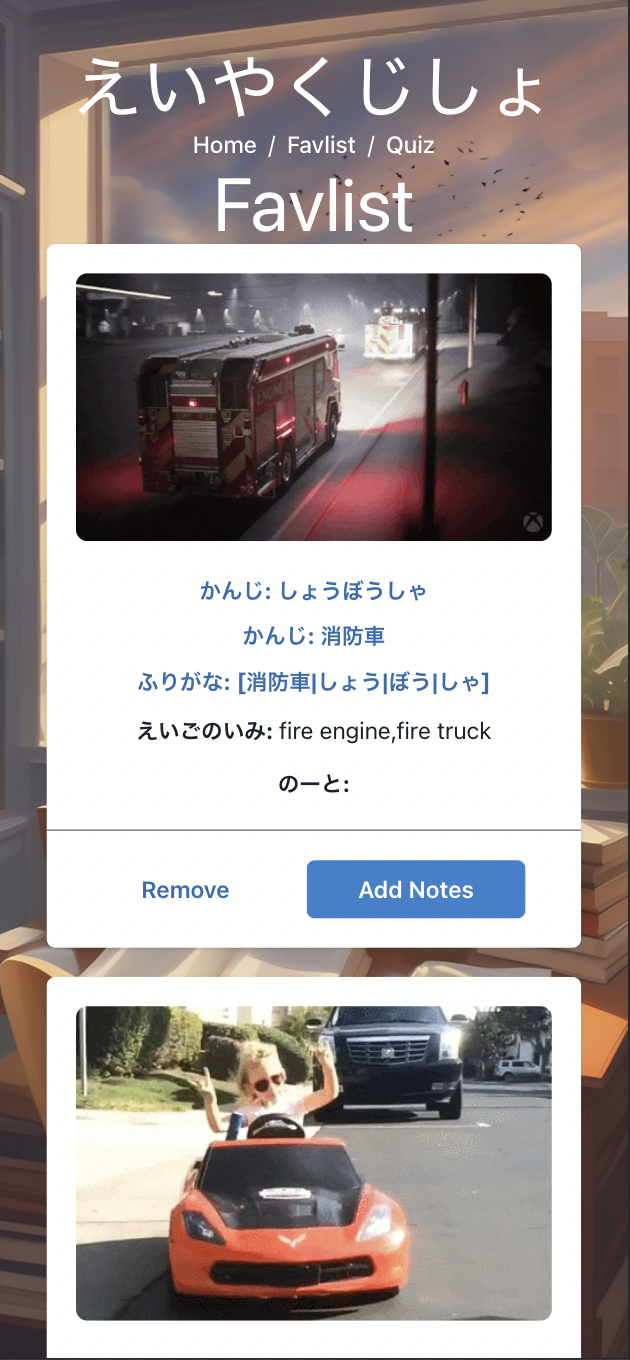 えいやくじしょ
Home / Favlist / Quiz
Favlist
かんじ: しょうぼうしゃ
かんじ: 消防車
ふりがな: [消防車|しょう|ぼう|しゃ]
えいごのいみ: fire engine,fire truck
のーと:
Remove
Add Notes